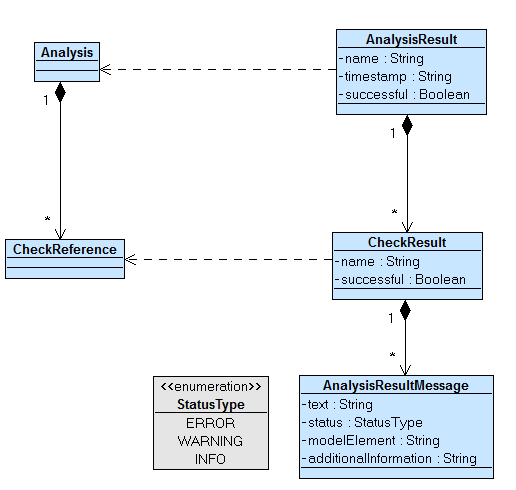 Analysis
1
*
CheckReference
AnalysisResult
-name : String
-timestamp : String
-successful : Boolean
1
*
CheckResult
-name : String
-successful : Boolean
1
*
<<enumeration>>
StatusType
ERROR
WARNING
INFO
AnalysisResultMessage
-text : String
-status : StatusType
-modelElement : String
-additionalInformation : String